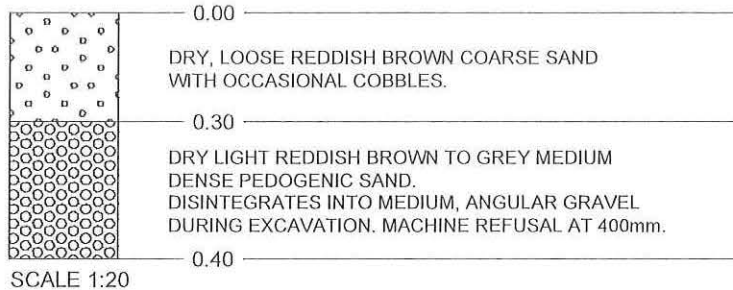 0.00
DRY, LOOSE REDDISH BROWN COARSE SAND
WITH OCCASIONAL COBBLES.
0.30
DRY LIGHT REDDISH BROWN TO GREY MEDIUM
DENSE PEDOGENIC SAND.
DISINTEGRATES INTO MEDIUM, ANGULAR GRAVEL
DURING EXCAVATION. MACHINE REFUSAL AT 400mm.
0.40
SCALE 1:20